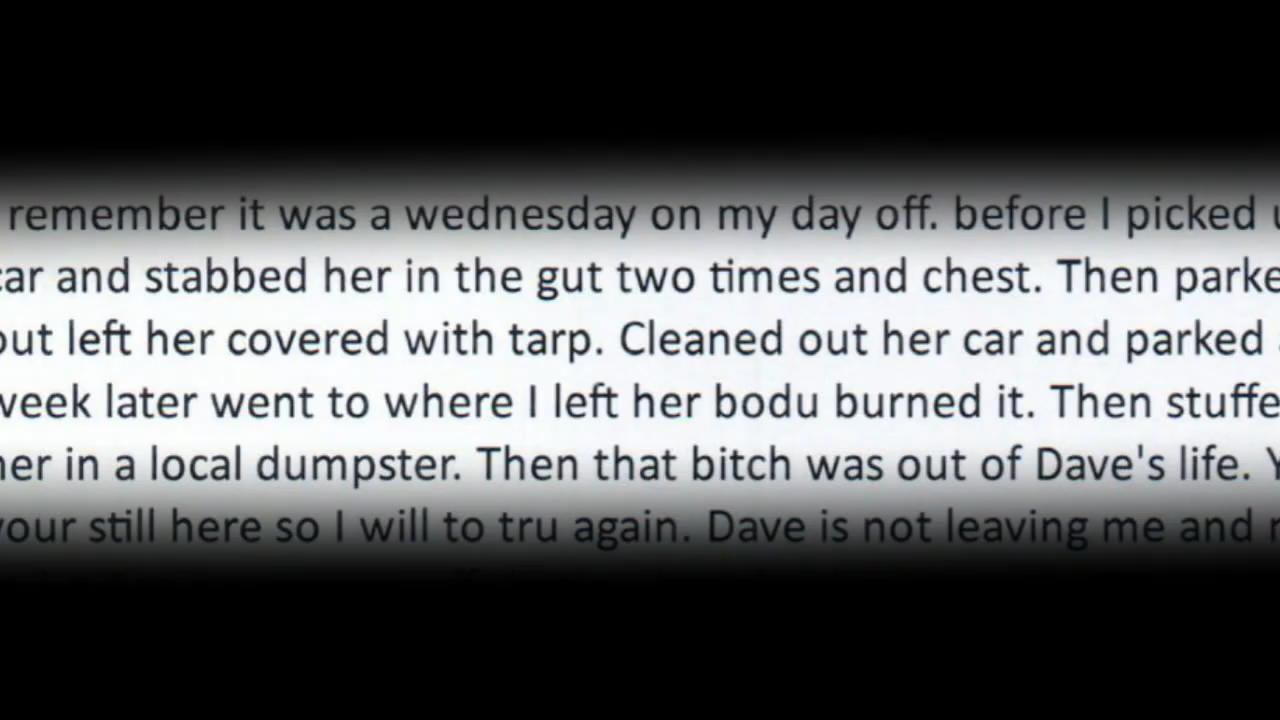 remember it was a wednesday on my day off. before I picked
car and stabbed her in the gut two times and chest. Then parke
out left her covered with tarp. Cleaned out her car and parked
week later went to where I left her bodu burned it. Then stuffe
her in a local dumpster. Then that bitch was out of Dave's life.
your still here so I will to tru again. Dave is not leaving me and